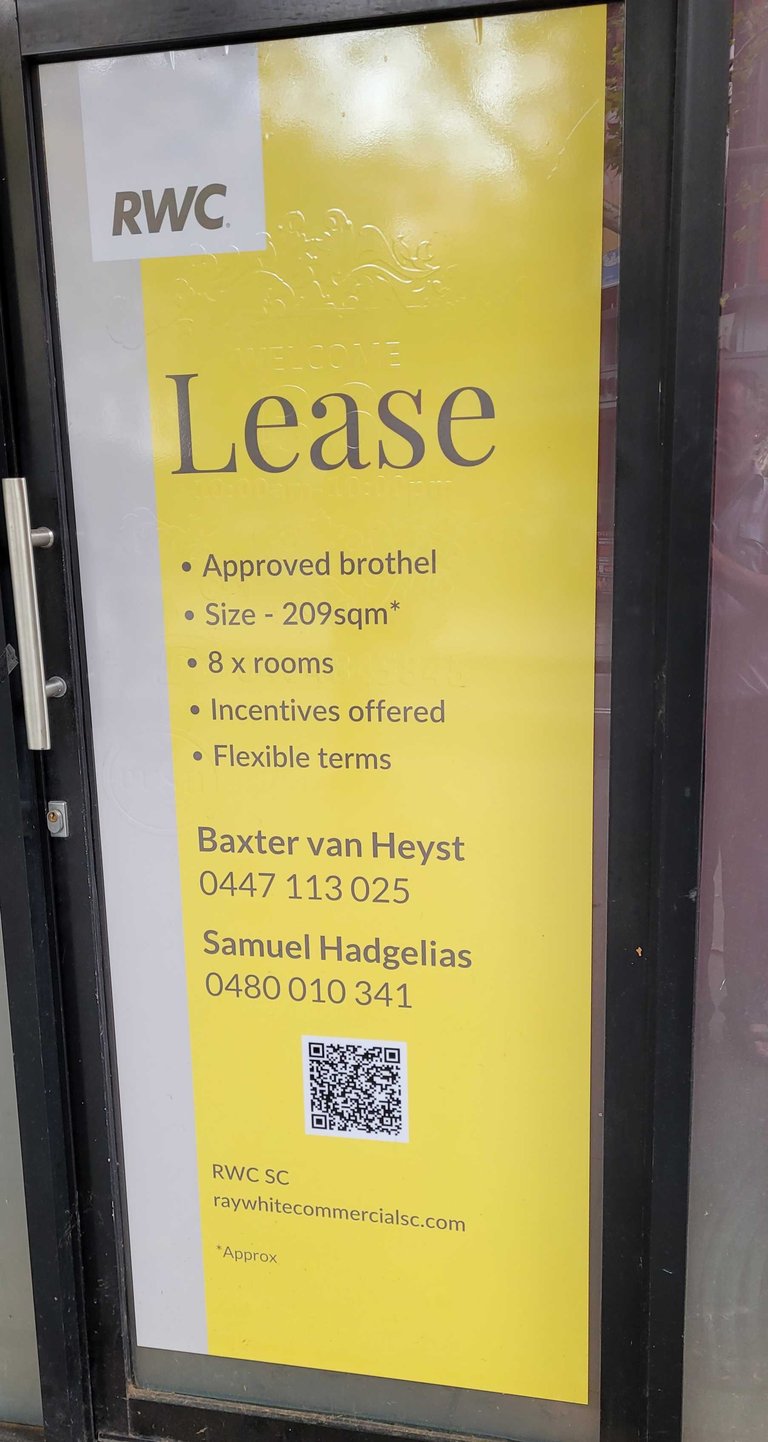 RWC
WELCOME
Lease
• Approved brothel
• Size - 209sqm*
• 8 x rooms
• Incentives offered
• Flexible terms
Baxter van Heyst
0447 113 025
Samuel Hadgelias
0480 010 341
RWC SC
raywhitecommercialsc.com
*Approx